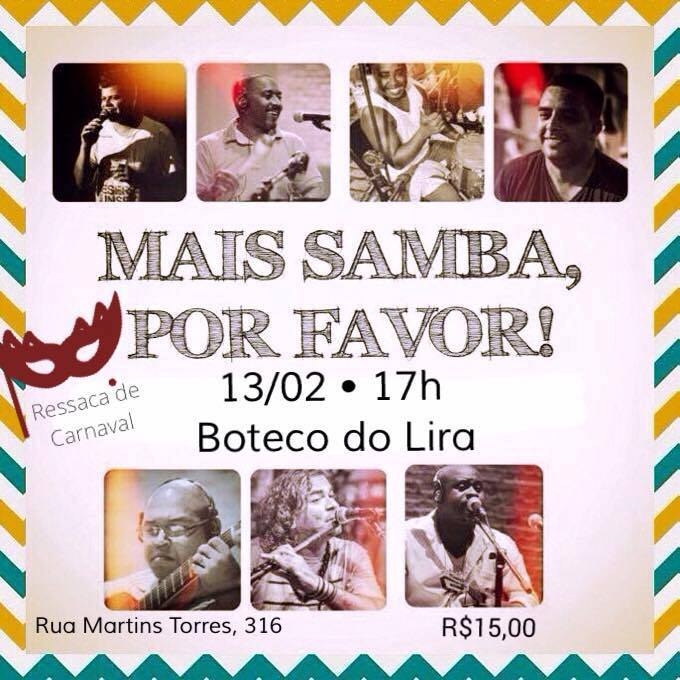 MAIS SAMBA,
POR FAVOR!
Ressaca de
Carnaval
13/02 • 17h
Boteco do Lira
Rua Martins Torres, 316
R$15,00